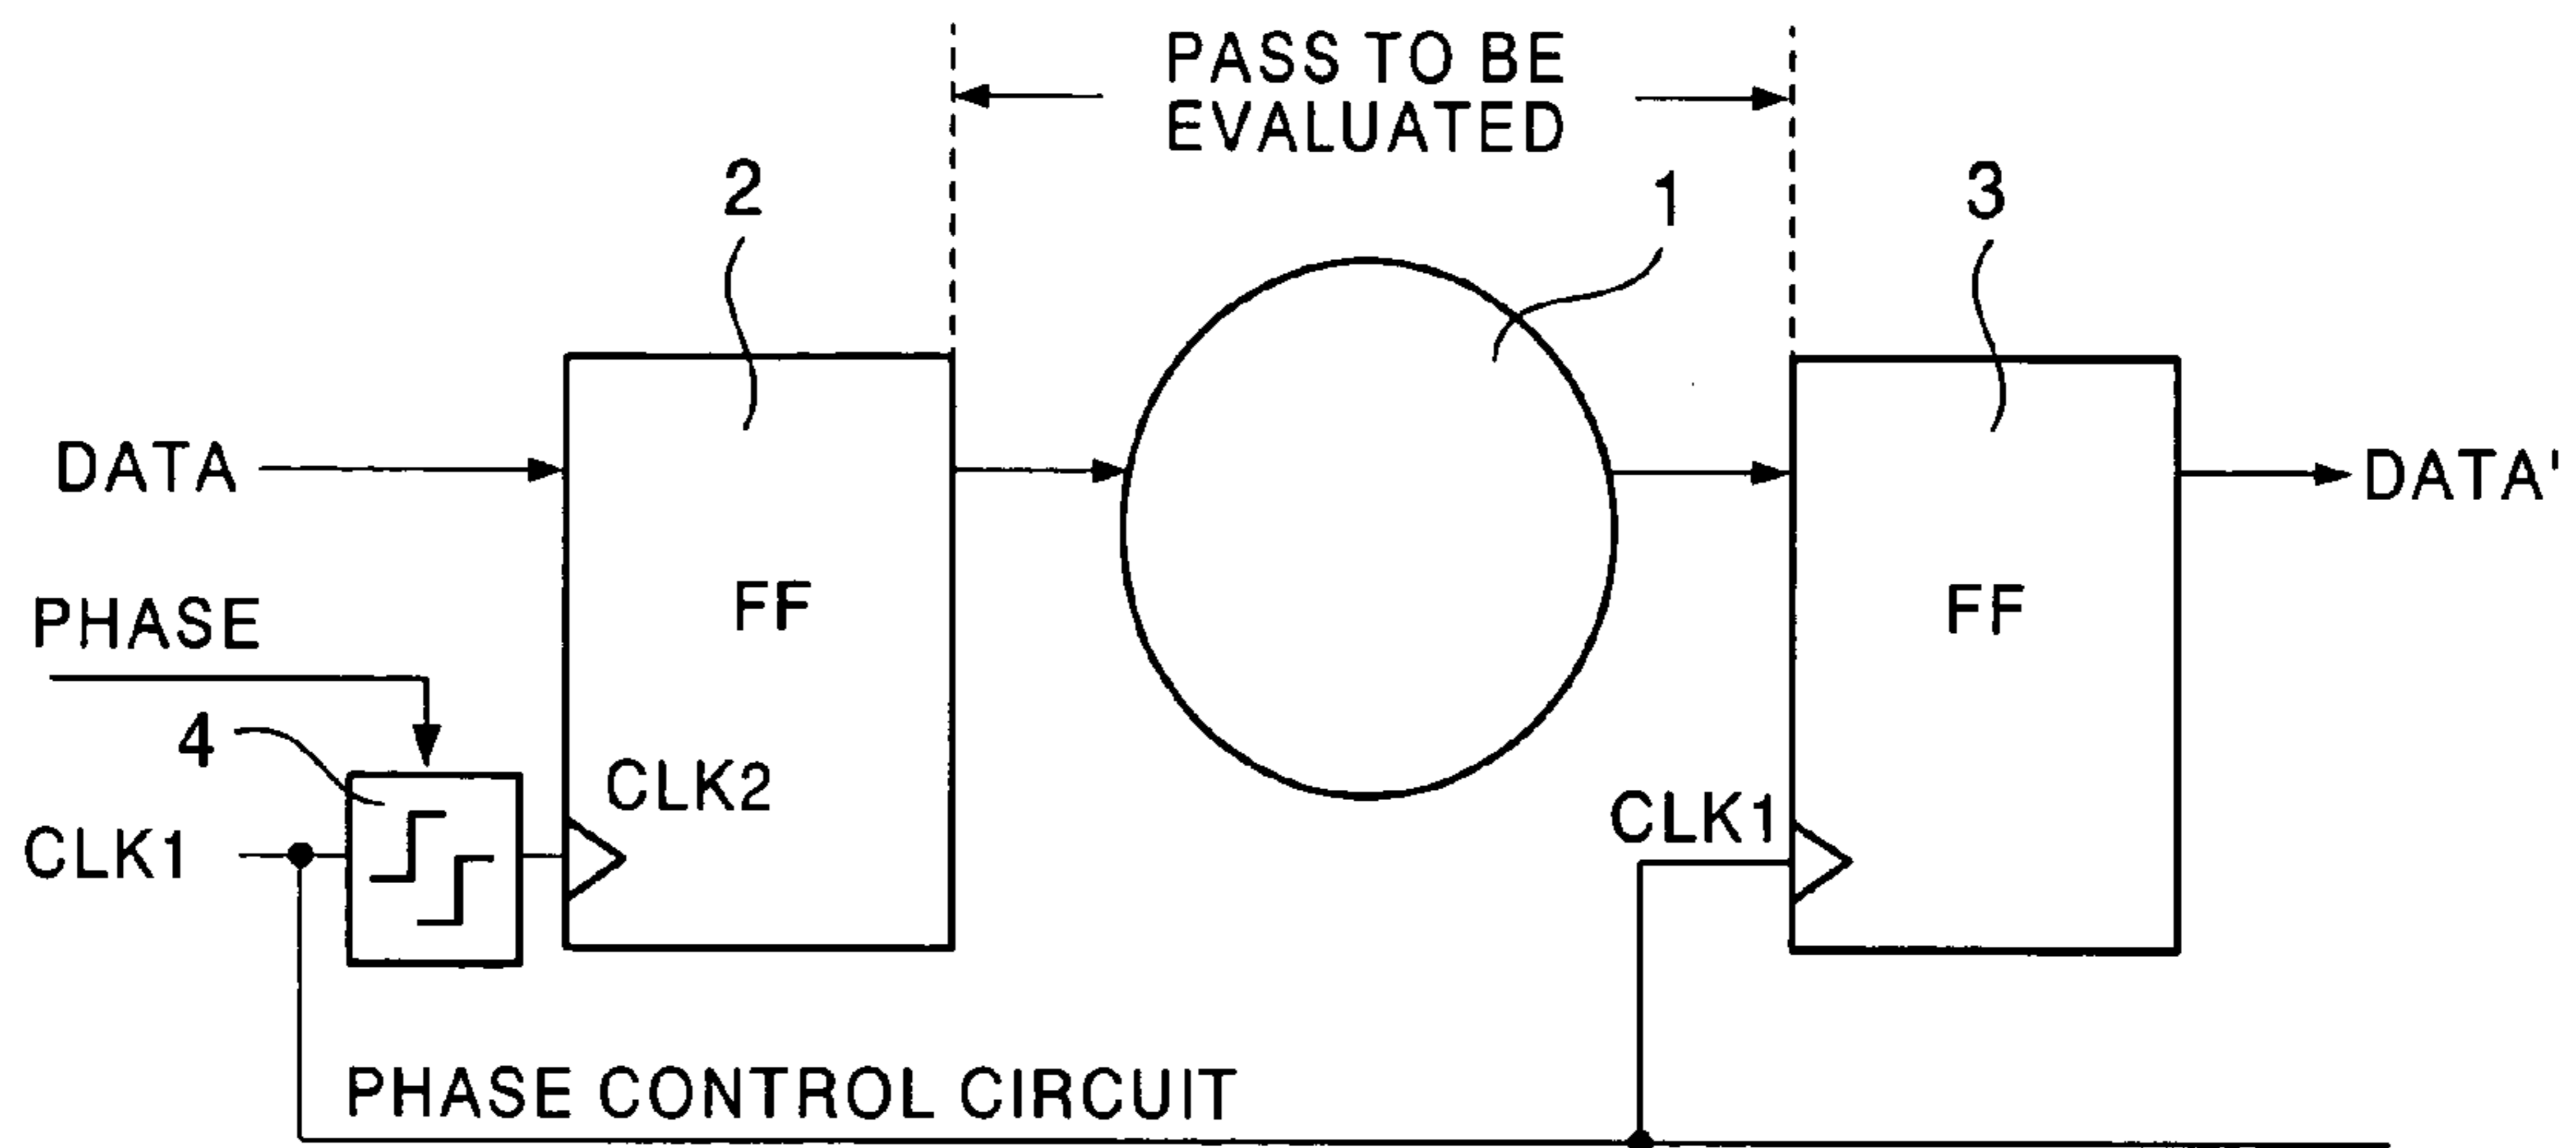 PASS TO BE
EVALUATED
2
1
3
DATA
DATA'
FF
FF
PHASE
4
CLK2
CLK1
CLK1
PHASE CONTROL CIRCUIT